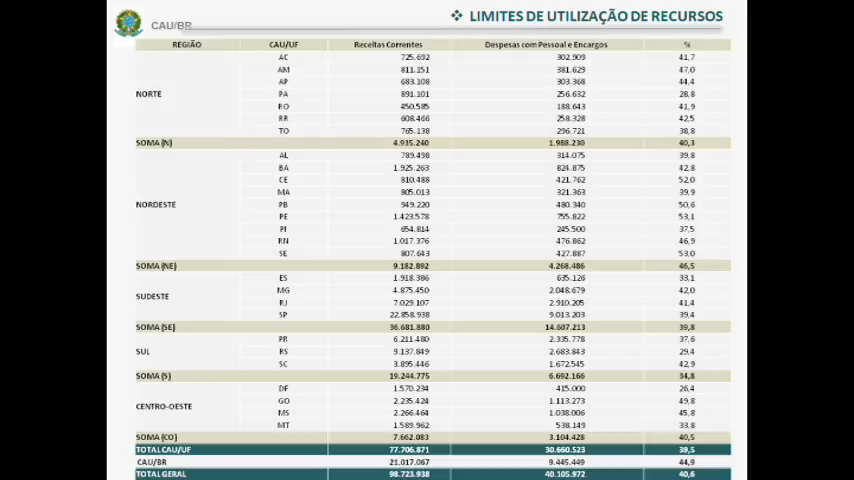 CAU/BR
❖ LIMITES DE UTILIZAÇÃO DE RECURSOS
REGIÃO CAU/UF Receitas Correntes Despesas com Pessoal e Encargos %
AC 725.692 302.909 41,7
AM 811.151 381.629 47,0
AP 683.108 303.368 44,4
NORTE PA 891.101 256.632 28,8
RO 450.585 188.643 41,9
RR 608.466 258.328 42,5
TO 765.138 296.721 38,8
SOMA (N) 4.935.240 1.988.230 40,3
AL 789.498 314.075 39,8
BA 1.925.263 824.875 42,8
CE 810.488 421.762 52,0
MA 805.013 321.363 39,9
NORDESTE PB 949.220 480.340 50,6
PE 1.423.578 755.822 53,1
PI 654.814 245.500 37,5
RN 1.017.376 476.862 46,9
SE 807.643 427.887 53,0
SOMA (NE) 9.182.892 4.268.486 46,5
ES 1.918.386 635.126 33,1
SUDESTE MG 4.875.450 2.048.679 42,0
RJ 7.029.107 2.910.205 41,4
SP 22.858.938 9.013.203 39,4
SOMA (SE) 36.681.880 14.607.213 39,8
PR 6.211.480 2.335.778 37,6
SUL RS 9.137.849 2.683.843 29,4
SC 3.895.446 1.672.545 42,9
SOMA (S) 19.244.775 6.692.166 34,8
DF 1.570.234 415.000 26,4
CENTRO-OESTE GO 2.235.424 1.113.273 49,8
MS 2.266.464 1.038.006 45,8
MT 1.589.962 538.149 33,8
SOMA (CO) 7.662.083 3.104.428 40,5
TOTAL CAU/UF 77.706.871 30.660.523 39,5
CAU/BR 21.017.067 9.445.449 44,9
TOTAL GERAL 98.723.938 40.105.972 40,6